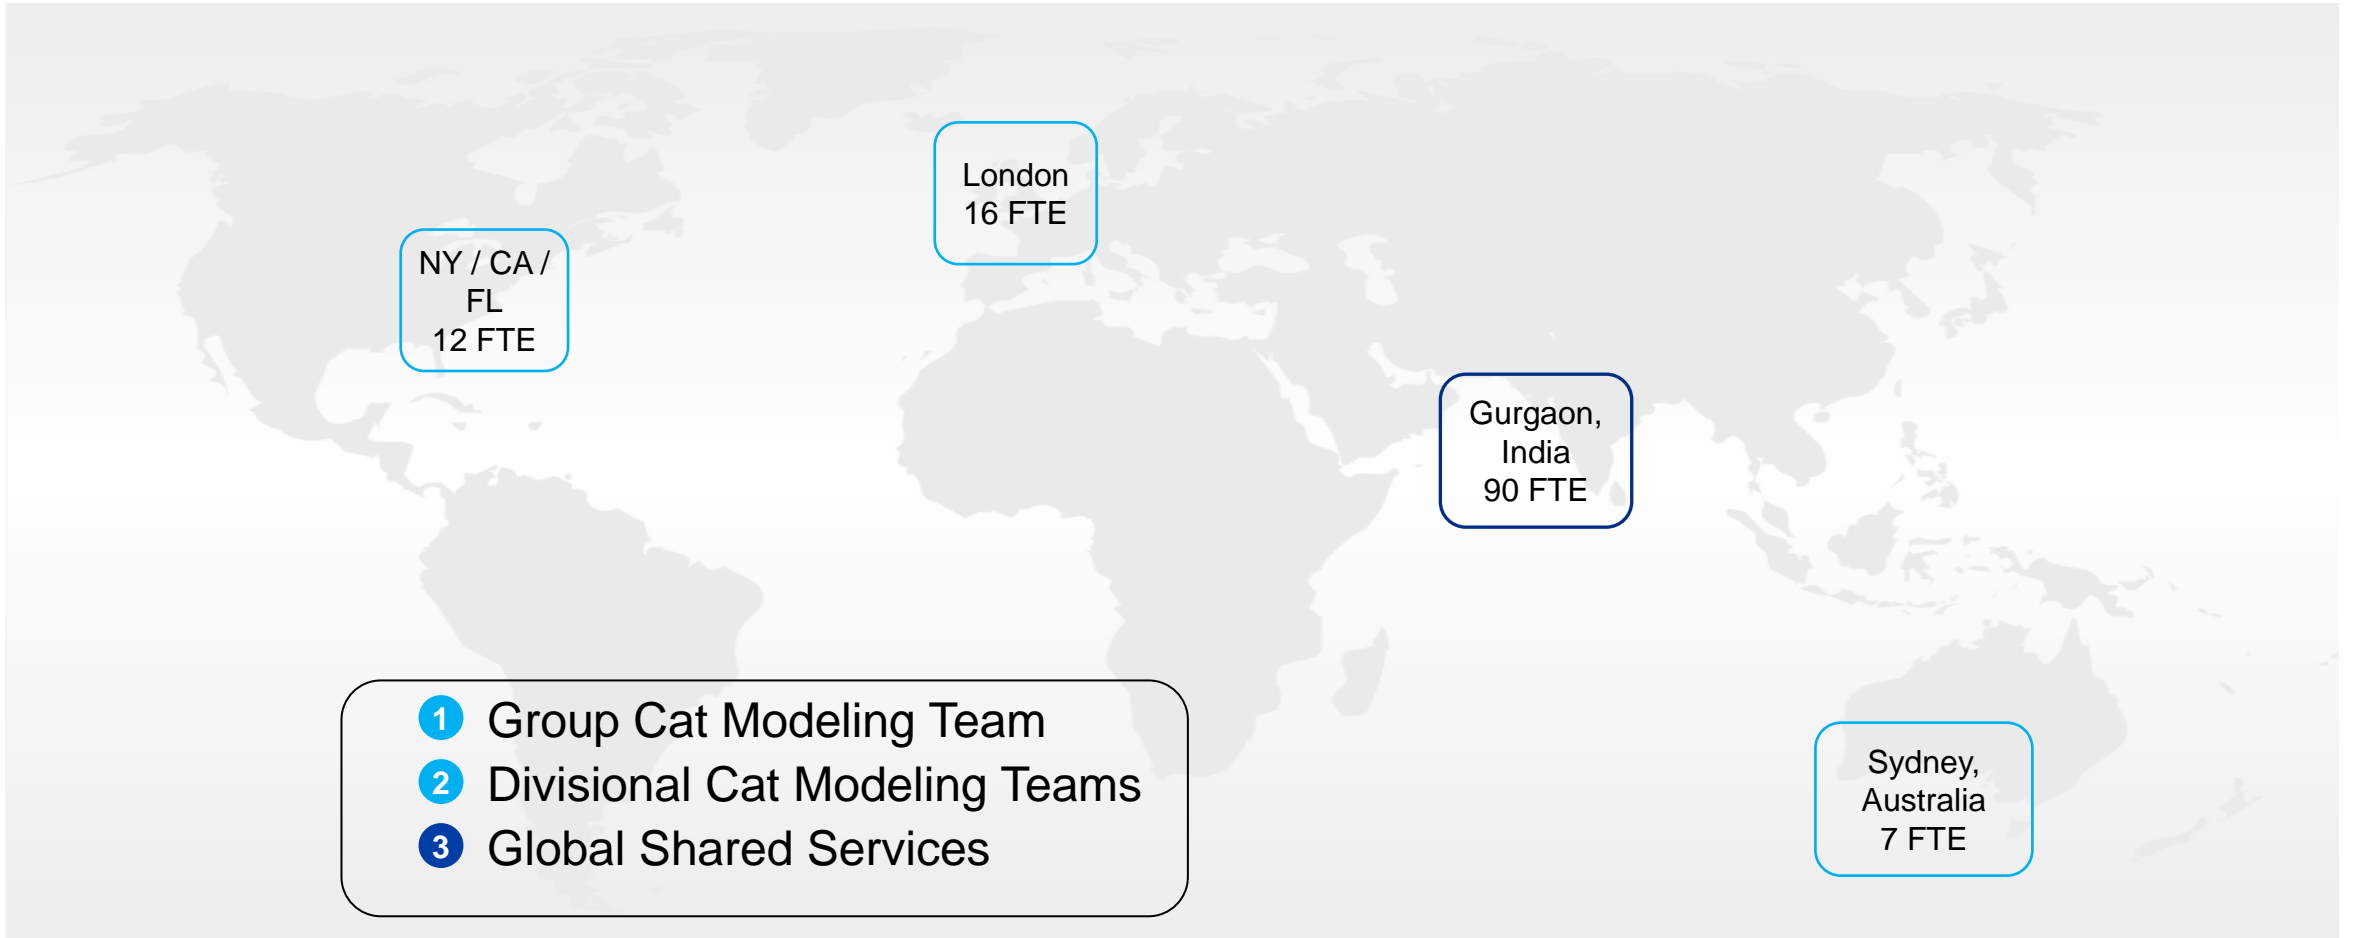 London
16 FTE
NY / CA /
FL
12 FTE
Gurgaon,
India
90 FTE
1 Group Cat Modeling Team
2 Divisional Cat Modeling Teams
3 Global Shared Services
Sydney,
Australia
7 FTE